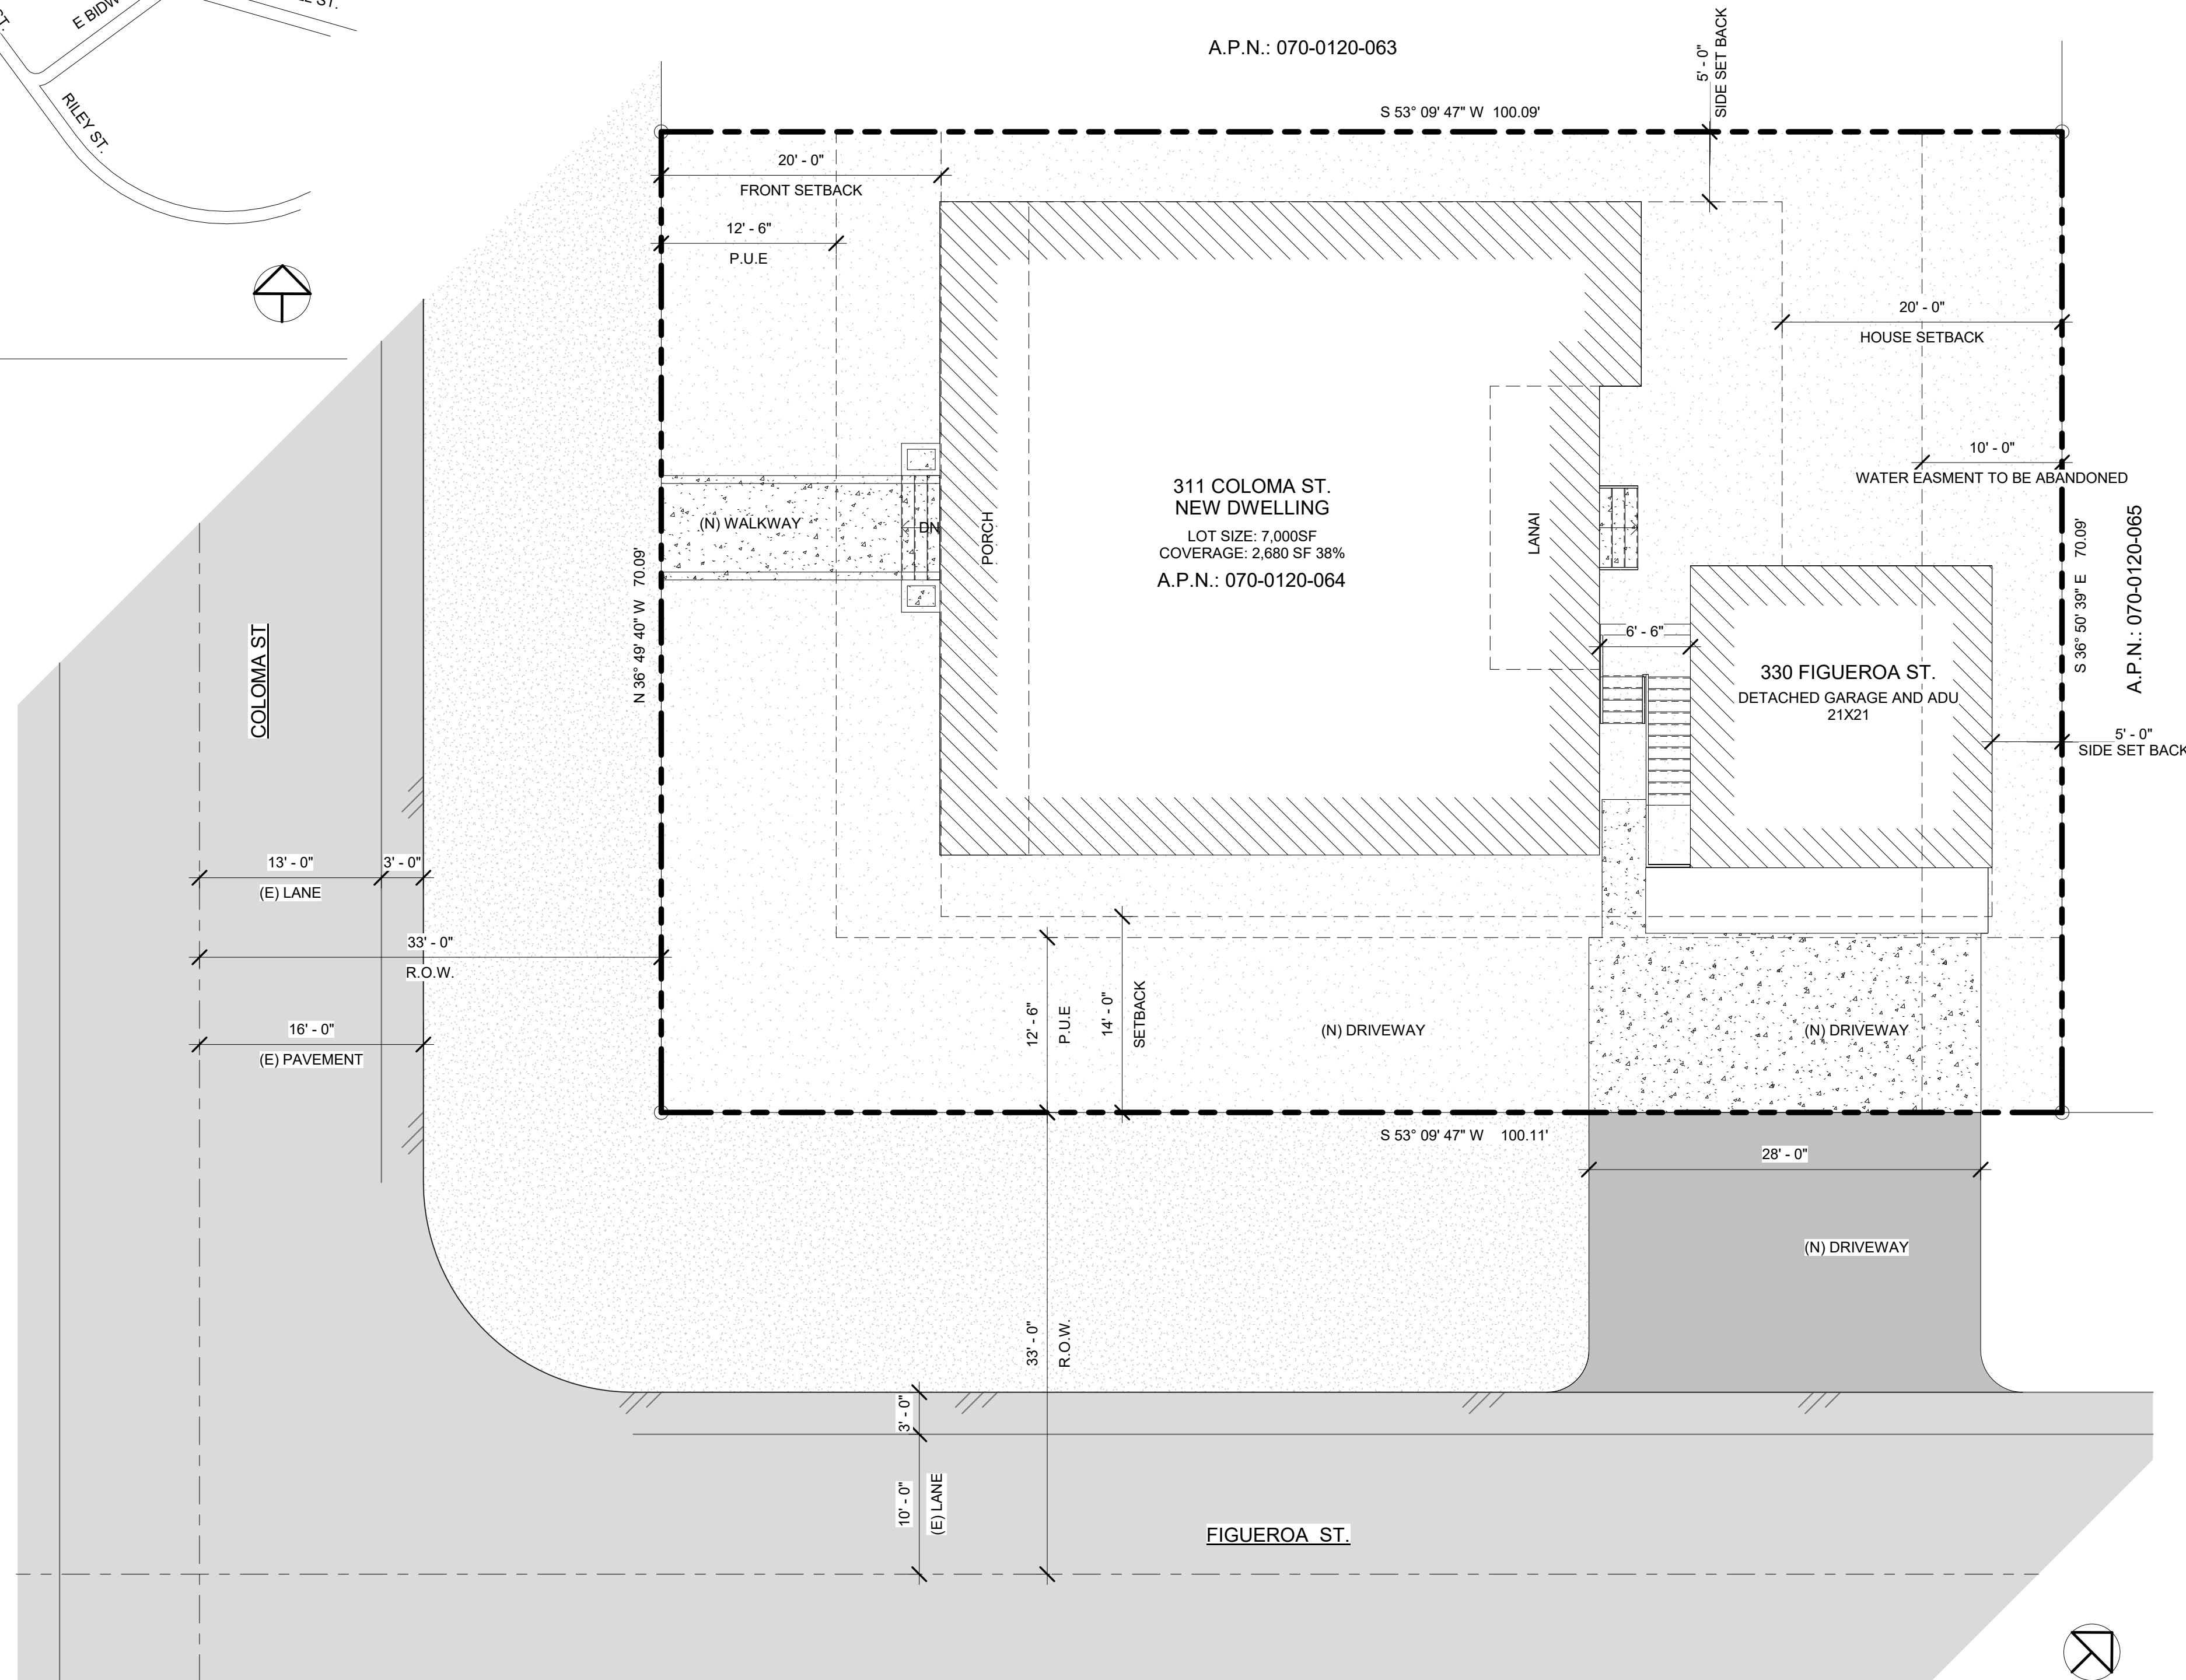 E BIDW
ST.
RILEY ST.
A.P.N.: 070-0120-063
5' - 0"
SIDE SET BACK
S 53° 09' 47" W 100.09'
20' - 0"
FRONT SETBACK
12' - 6"
P.U.E
20' - 0"
HOUSE SETBACK
10' - 0"
WATER EASMENT TO BE ABANDONED
311 COLOMA ST.
NEW DWELLING
LOT SIZE: 7,000SF
COVERAGE: 2,680 SF 38%
A.P.N.: 070-0120-064
(N) WALKWAY
DN
PORCH
LANAI
N 36° 49' 40" W 70.09'
S 36° 50' 39" E 70.09'
A.P.N.: 070-0120-065
COLOMA ST
6' - 6"
330 FIGUEROA ST.
DETACHED GARAGE AND ADU
21X21
5' - 0"
SIDE SET BACK
13' - 0"
3' - 0"
(E) LANE
33' - 0"
R.O.W.
16' - 0"
(E) PAVEMENT
12' - 6"
P.U.E
14' - 0"
SETBACK
(N) DRIVEWAY
(N) DRIVEWAY
S 53° 09' 47" W 100.11'
28' - 0"
(N) DRIVEWAY
33' - 0"
R.O.W.
3' - 0"
10' - 0"
(E) LANE
FIGUEROA ST.